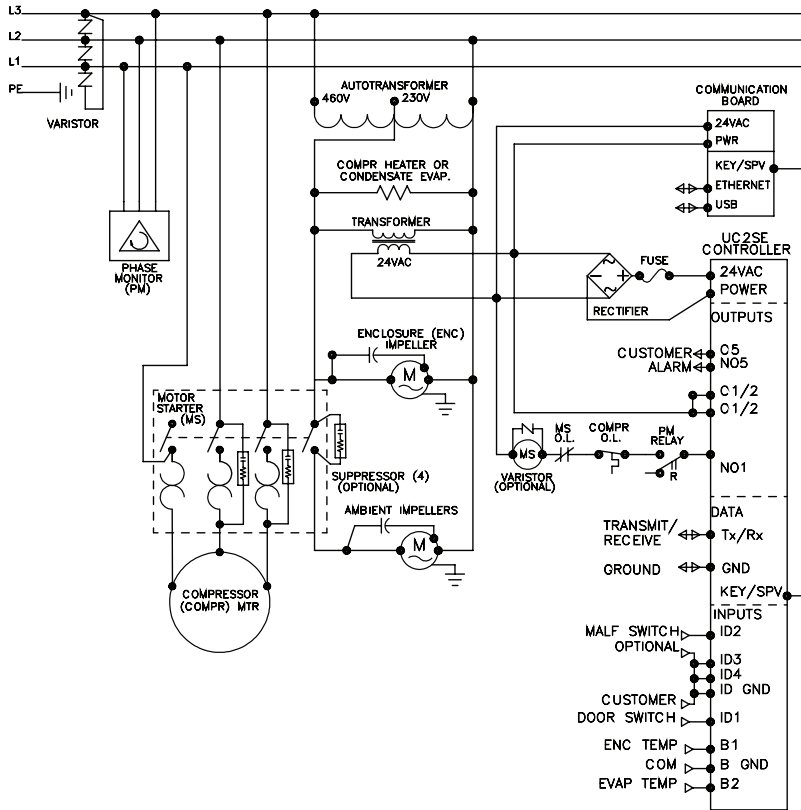 L3
L2
L1
PE
VARISTOR
AUTOTRANSFORMER
460V
230V
COMMUNICATION
BOARD
24VAC
PWR
KEY/SPV
ETHERNET
USB
COMPR HEATER OR
CONDENSATE EVAP.
TRANSFORMER
24VAC
PHASE
MONITOR
(PM)
UC2SE
CONTROLLER
FUSE
24VAC
POWER
RECTIFIER
OUTPUTS
ENCLOSURE (ENC)
IMPELLER
M
CUSTOMER
ALARM
C5
NO5
C1/2
C1/2
MOTOR
STARTER
(MS)
MS
O.L.
COMPR
O.L.
PM
RELAY
MS
R
NO1
VARISTOR
(OPTIONAL)
SUPPRESSOR (4)
(OPTIONAL)
AMBIENT IMPELLERS
M
DATA
TRANSMIT/
RECEIVE
Tx/Rx
GROUND
GND
KEY/SPV
COMPRESSOR
(COMPR) MTR
INPUTS
MALF SWITCH
ID2
OPTIONAL
ID3
ID4
ID GND
CUSTOMER
DOOR SWITCH
ID1
ENC TEMP
B1
COM
B GND
EVAP TEMP
B2